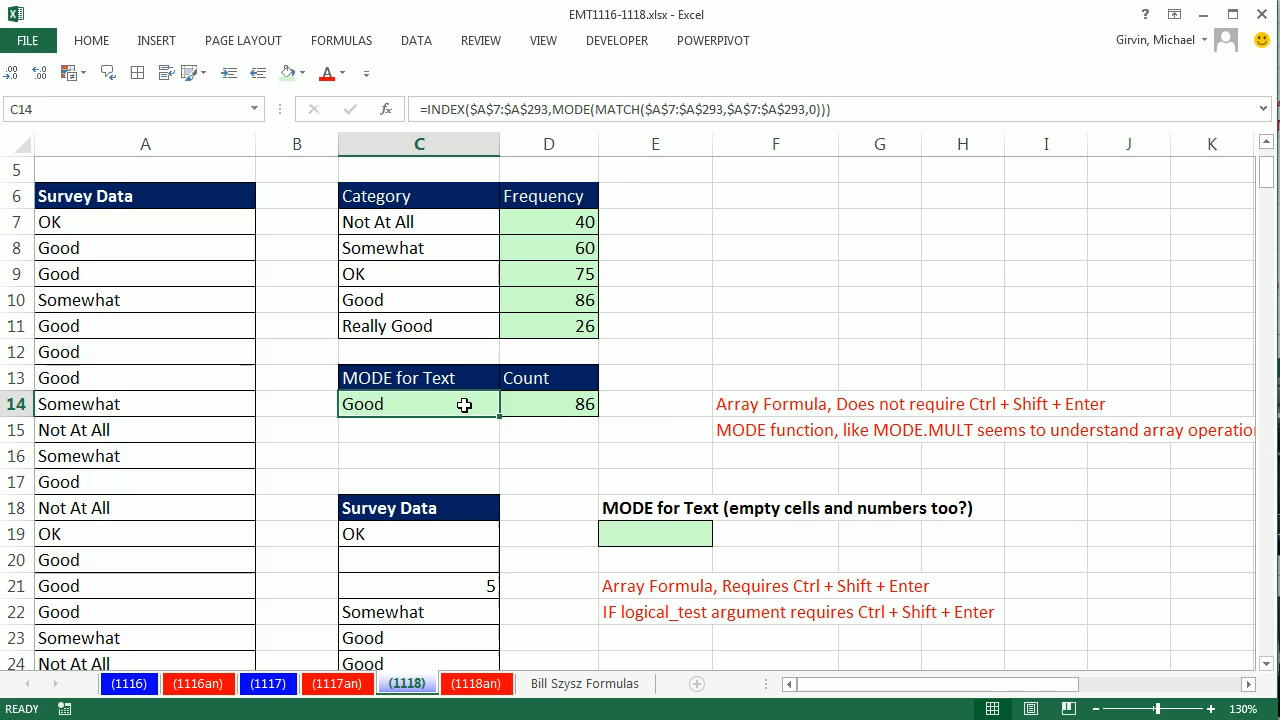 EMT1116-1118.xlsx - Excel
FILE HOME INSERT PAGE LAYOUT FORMULAS DATA REVIEW VIEW DEVELOPER POWERPIVOT Girvin, Michael
C14 =INDEX($A$7:$A$293,MODE(MATCH($A$7:$A$293,$A$7:$A$293,0)))
A B C D E F G H I J K
5
6 Survey Data Category Frequency
7 OK Not At All 40
8 Good Somewhat 60
9 Good OK 75
10 Somewhat Good 86
11 Good Really Good 26
12 Good
13 Good MODE for Text Count
14 Somewhat Good 86 Array Formula, Does not require Ctrl + Shift + Enter
15 Not At All MODE function, like MODE.MULT seems to understand array operatio
16 Somewhat
17 Good
18 Not At All Survey Data MODE for Text (empty cells and numbers too?)
19 OK OK
20 Good
21 Good 5 Array Formula, Requires Ctrl + Shift + Enter
22 Good Somewhat IF logical_test argument requires Ctrl + Shift + Enter
23 Somewhat Good
24 Not At All Good
(1116) (1116an) (1117) (1117an) (1118) (1118an) Bill Szysz Formulas
READY 130%